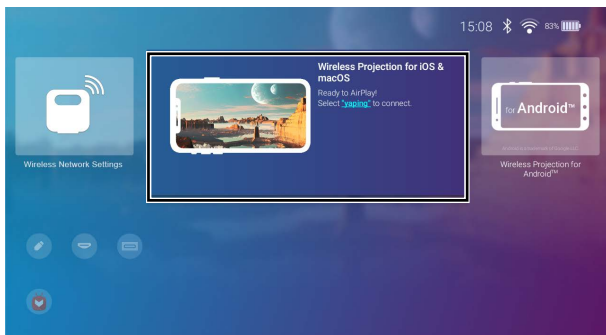 15:08 83%
Wireless Projection for iOS &
macOS
Ready to AirPlay!
Select "yaping" to connect.
for Android™
Wireless Network Settings
Wireless Projection for
Android™